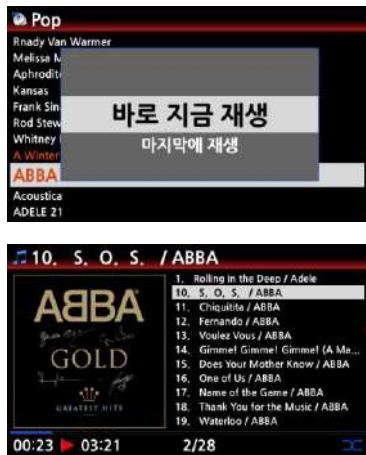 Pop
Rnady Van Warmer
Melissa M
Aphrodit
Kansas
Frank Sin
Rod Stew
Whitney
A Winter
ABBA
Acoustica
ADELE 21
바로 지금 재생
마지막에 재생
10. S. O. S. / ABBA
ABBA
GOLD
GREATEST HITS
1. Rolling in the Deep / Adele
10. S. O. S. / ABBA
11. Chiquitita / ABBA
12. Fernando / ABBA
13. Voulez Vous / ABBA
14. Gimme! Gimme! Gimme! (A Ma...
15. Does Your Mother Know / ABBA
16. One of Us / ABBA
17. Name of the Game / ABBA
18. Thank You for the Music / ABBA
19. Waterloo / ABBA
00:23 03:21 2/28